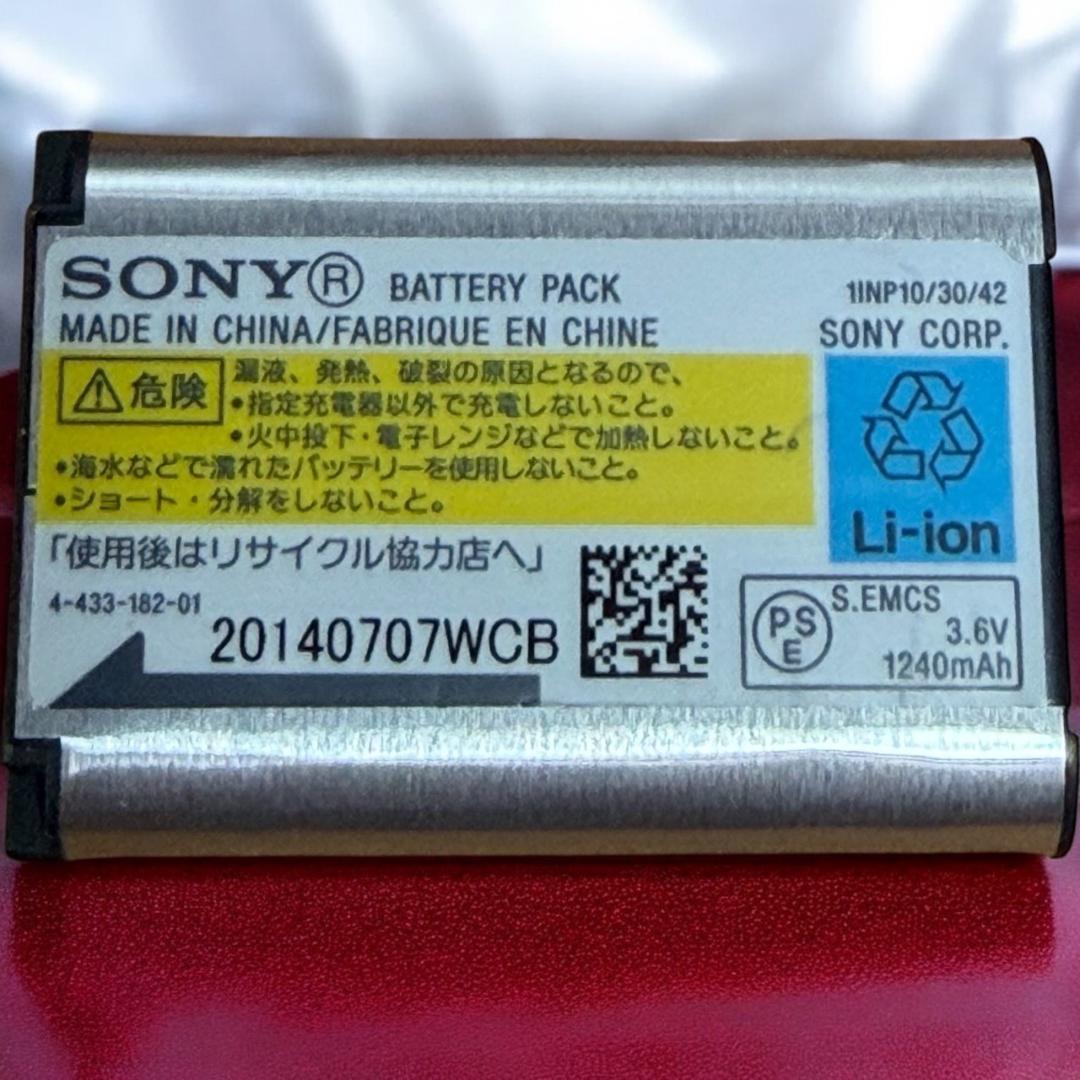 SONY® BATTERY PACK
1INP10/30/42
MADE IN CHINA/FABRIQUE EN CHINE
SONY CORP.
⚠危険
漏液、発熱、破裂の原因となるので、
•指定充電器以外で充電しないこと。
•火中投下・電子レンジなどで加熱しないこと。
•海水などで濡れたバッテリーを使用しないこと。
•ショート・分解をしないこと。
Li-ion
「使用後はリサイクル協力店へ」
4-433-182-01
20140707WCB
PSE
S.EMCS
3.6V
1240mAh